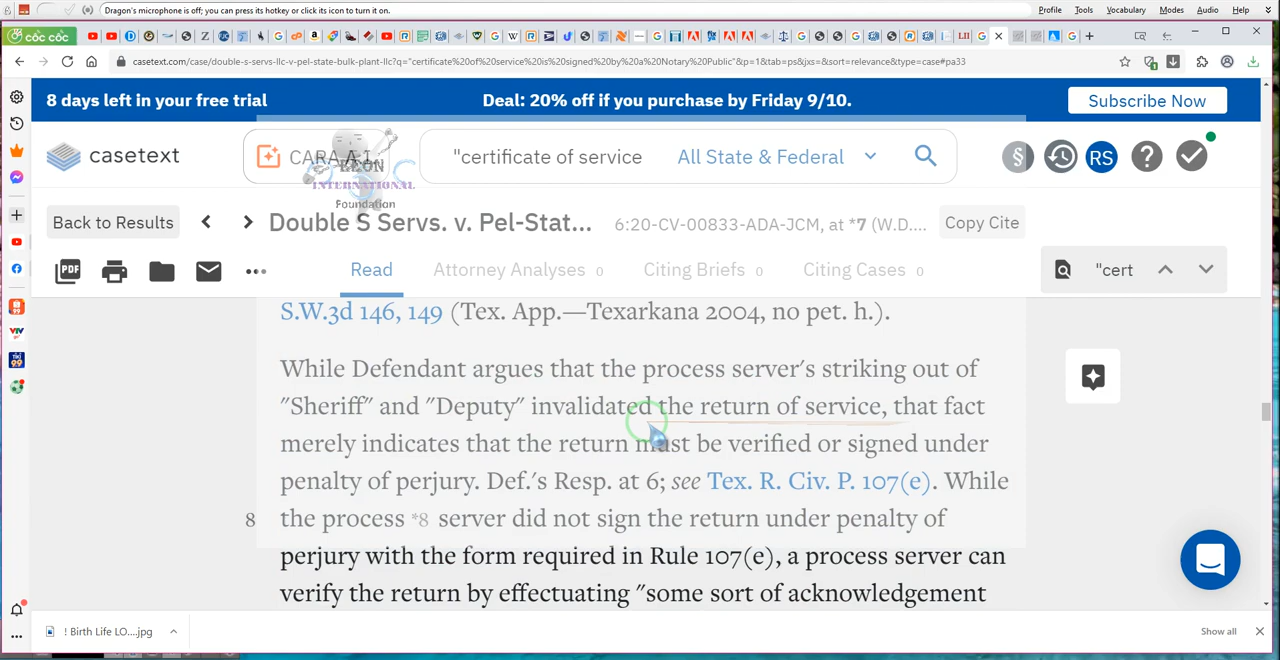 Dragon's microphone is off; you can press its hotkey or click its icon to turn it on.
Profile Tools Vocabulary Modes Audio Help
CỐC CỐC
casetext.com/case/double-s-servs-llc-v-pel-state-bulk-plant-llc?q="certificate%20of%20service%20is%20signed%20by%20a%20Notary%20Public"&p=1&tab=ps&jxs=&sort=relevance&type=case#pa33
8 days left in your free trial
Deal: 20% off if you purchase by Friday 9/10.
Subscribe Now
casetext
CARA A.I.
LEON
INTERNATIONAL
Foundation
"certificate of service
All State & Federal
§
RS
?
Back to Results
Double S Servs. v. Pel-Stat...
6:20-CV-00833-ADA-JCM, at *7 (W.D....
Copy Cite
PDF
Read
Attorney Analyses 0
Citing Briefs 0
Citing Cases 0
"cert
S.W.3d 146, 149 (Tex. App.—Texarkana 2004, no pet. h.).
While Defendant argues that the process server's striking out of
"Sheriff" and "Deputy" invalidated the return of service, that fact
merely indicates that the return must be verified or signed under
penalty of perjury. Def.'s Resp. at 6; see Tex. R. Civ. P. 107(e). While
8 the process *8 server did not sign the return under penalty of
perjury with the form required in Rule 107(e), a process server can
verify the return by effectuating "some sort of acknowledgement
! Birth Life LO....jpg
Show all